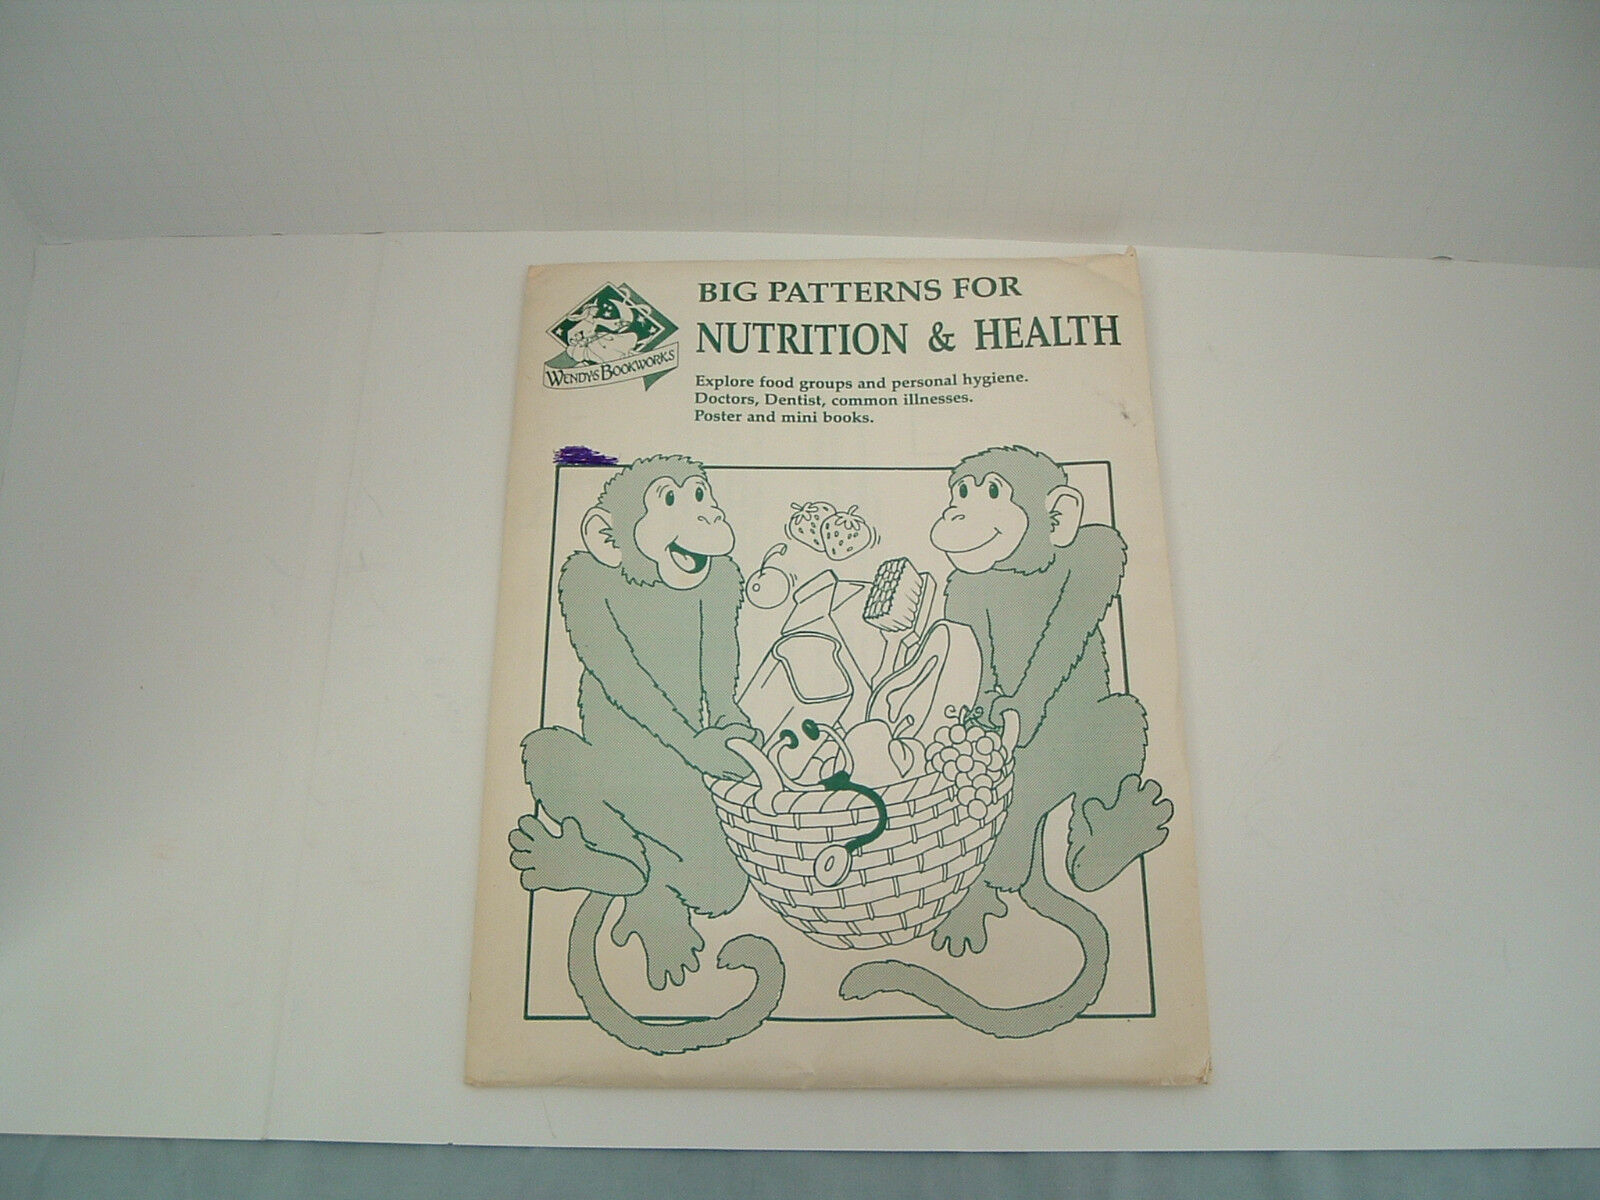 BIG PATTERNS FOR
NUTRITION & HEALTH
WENDY'S BOOKWORKS
Explore food groups and personal hygiene.
Doctors, Dentist, common illnesses.
Poster and mini books.